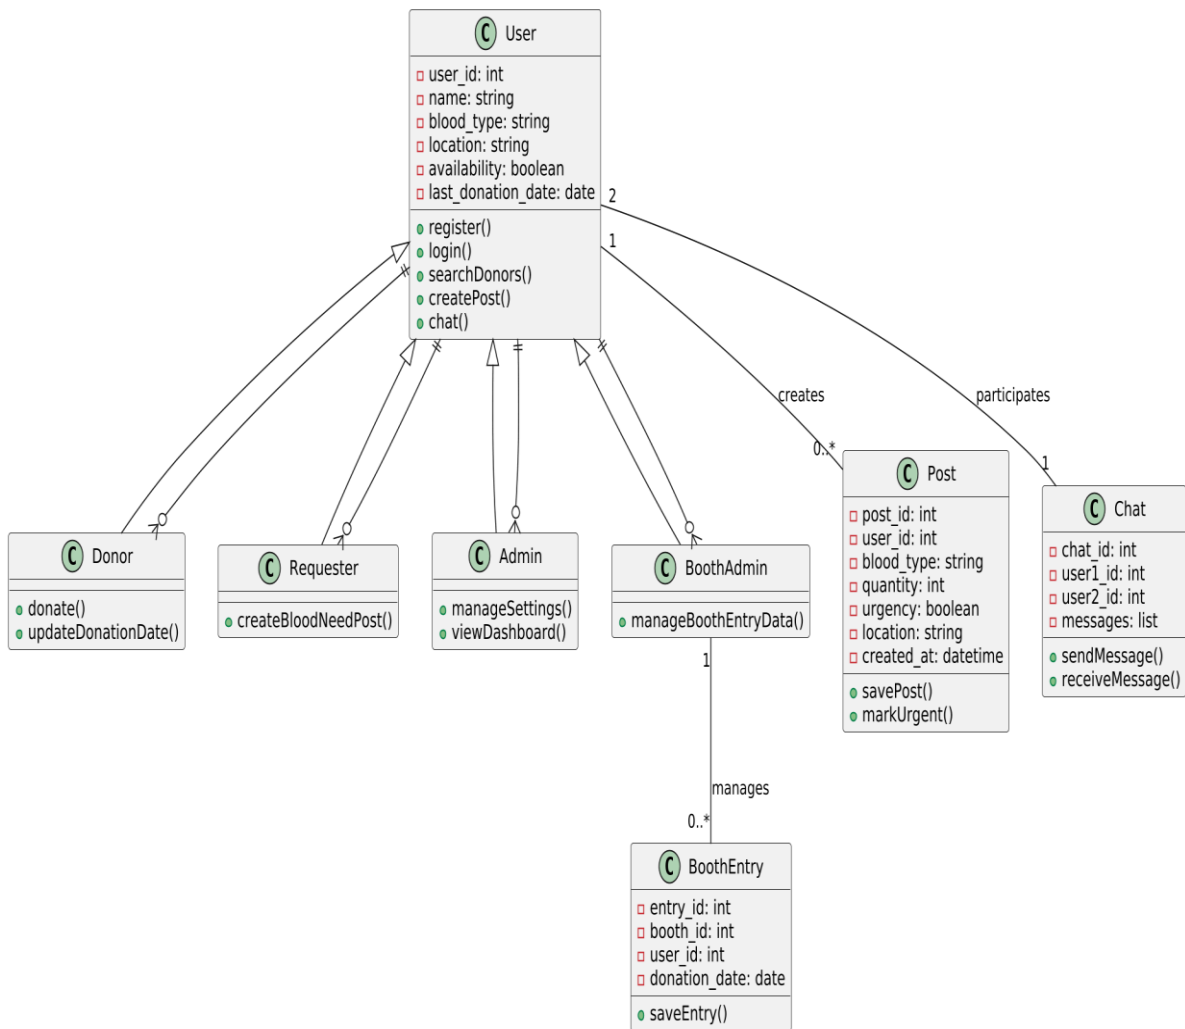 C User
user_id: int
name: string
blood_type: string
location: string
availability: boolean
last_donation_date: date
register()
login()
searchDonors()
createPost()
chat()
2
1
creates
participates
0..*
1
C Donor
donate()
updateDonationDate()
C Requester
createBloodNeedPost()
C Admin
manageSettings()
viewDashboard()
C BoothAdmin
manageBoothEntryData()
C Post
post_id: int
user_id: int
blood_type: string
quantity: int
urgency: boolean
location: string
created_at: datetime
savePost()
markUrgent()
C Chat
chat_id: int
user1_id: int
user2_id: int
messages: list
sendMessage()
receiveMessage()
1
manages
0..*
C BoothEntry
entry_id: int
booth_id: int
user_id: int
donation_date: date
saveEntry()